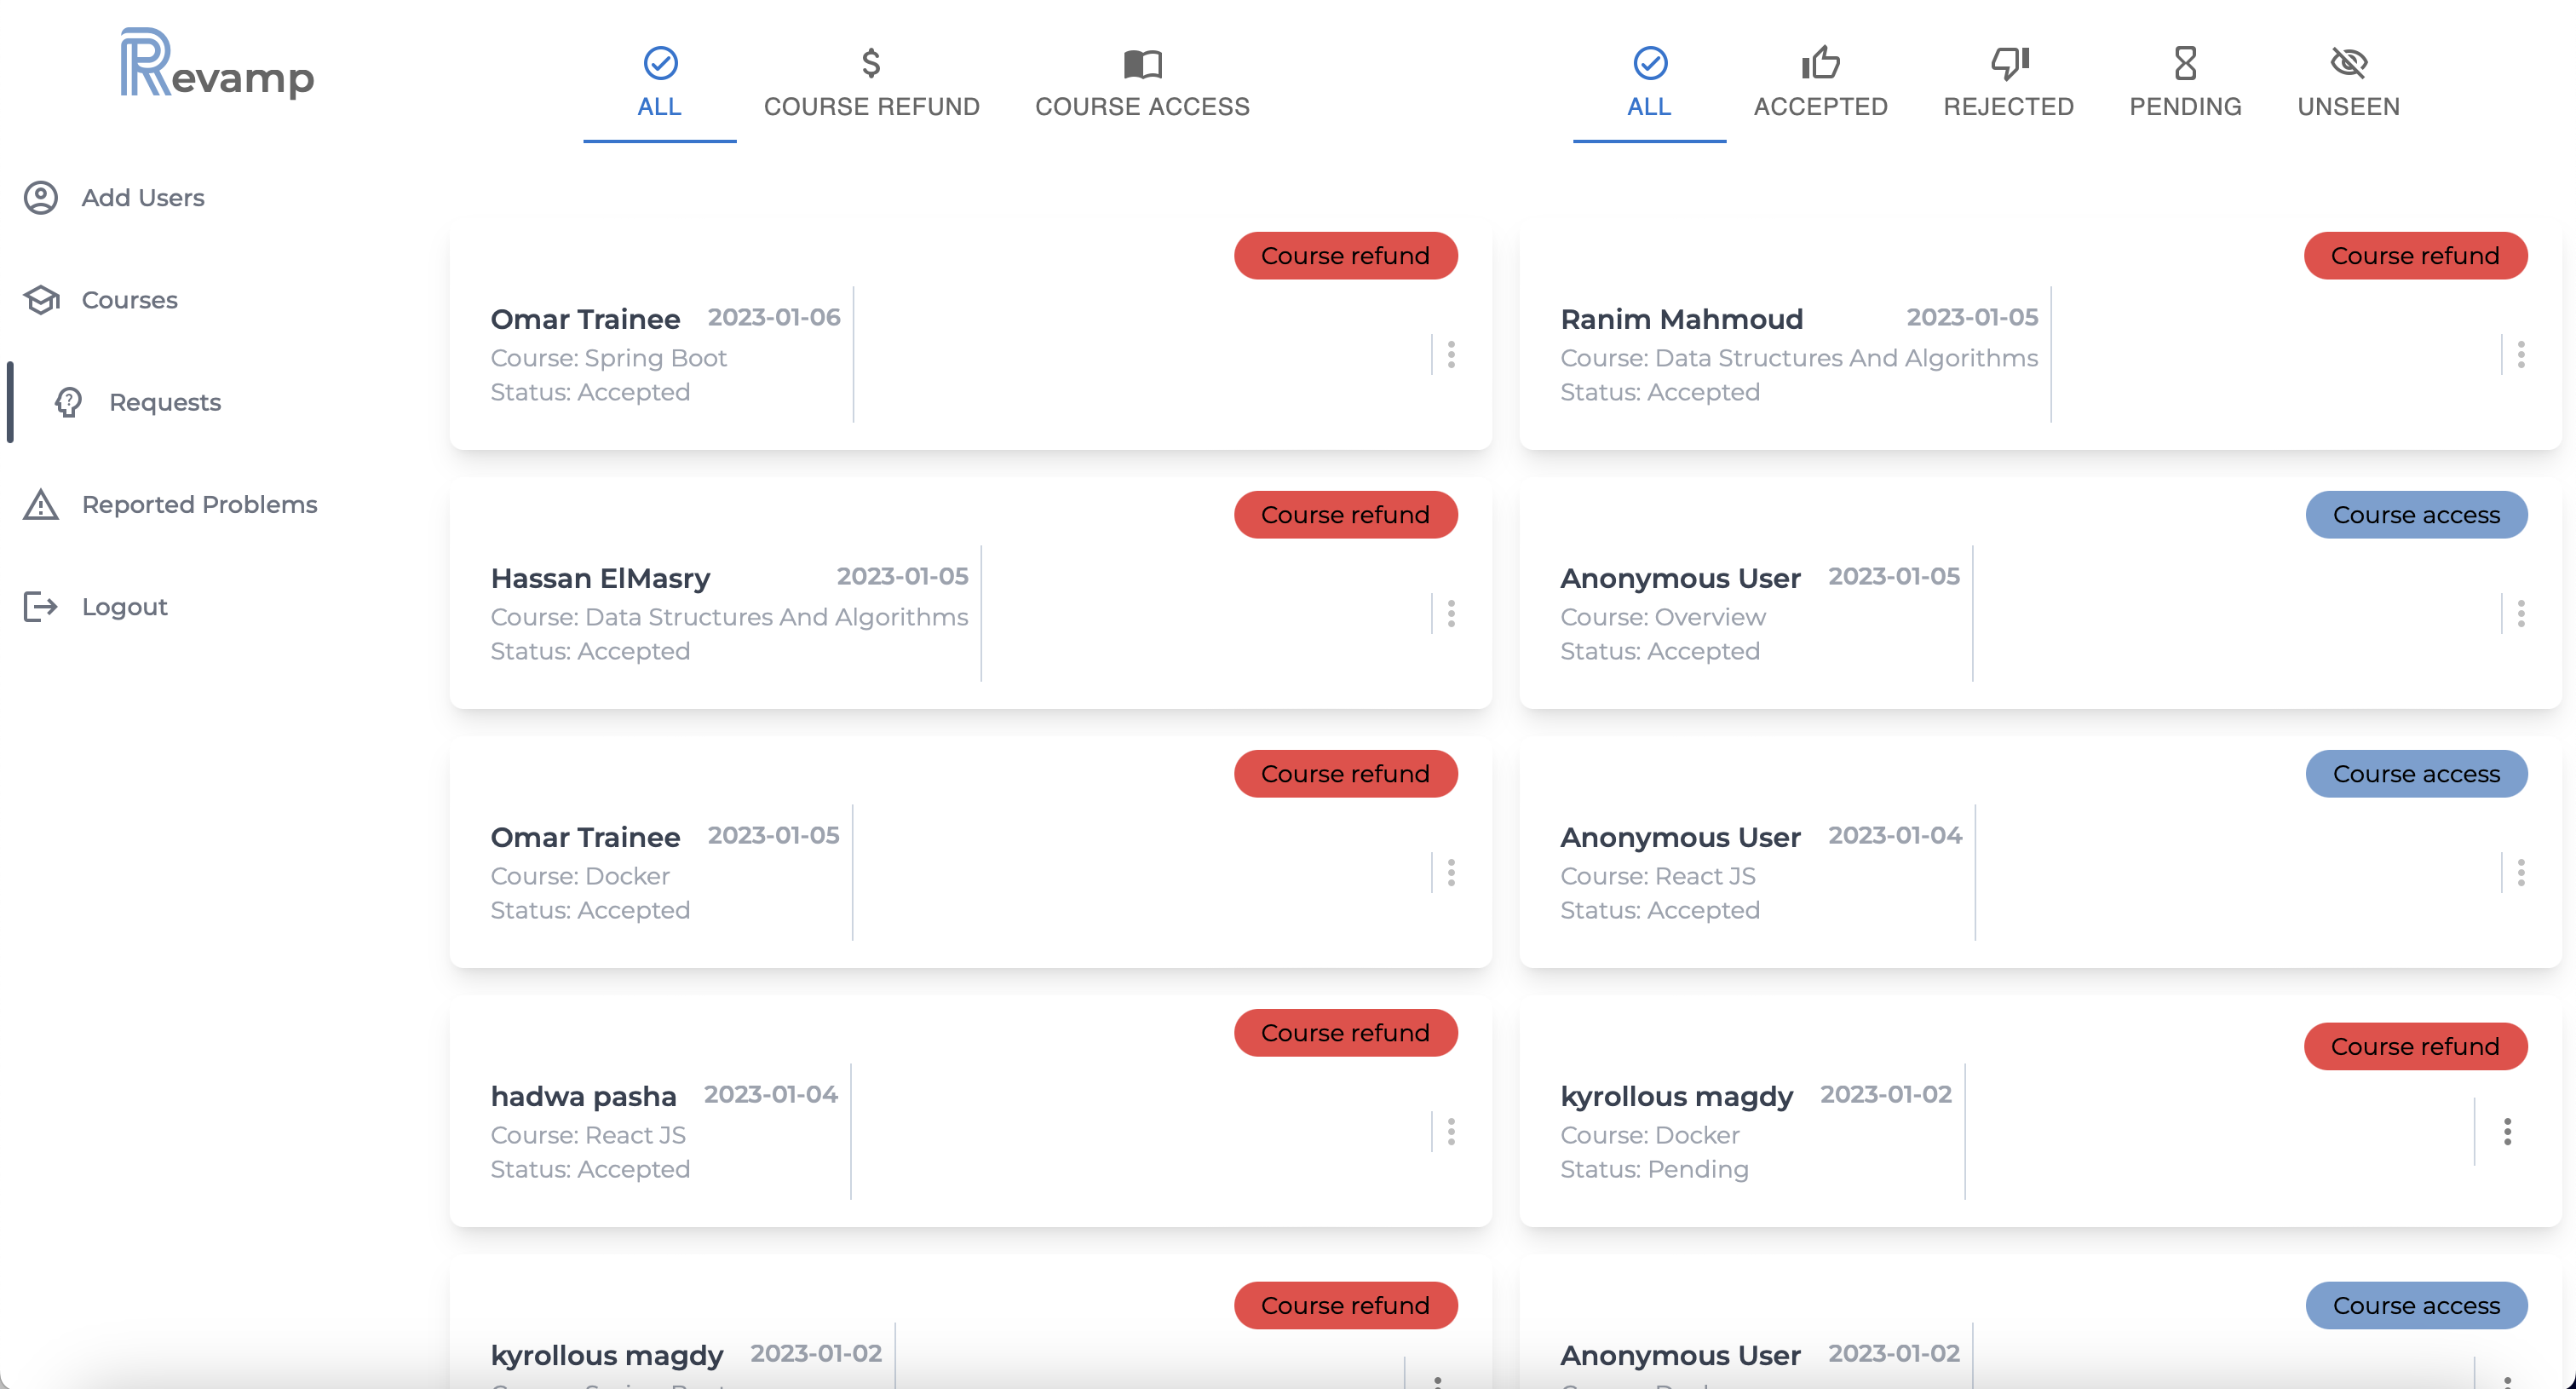 Revamp
ALL
COURSE REFUND
COURSE ACCESS
ALL
ACCEPTED
REJECTED
PENDING
UNSEEN
Add Users
Courses
Requests
Reported Problems
Logout
Course refund
Omar Trainee 2023-01-06
Course: Spring Boot
Status: Accepted
Course refund
Ranim Mahmoud 2023-01-05
Course: Data Structures And Algorithms
Status: Accepted
Course refund
Hassan ElMasry 2023-01-05
Course: Data Structures And Algorithms
Status: Accepted
Course access
Anonymous User 2023-01-05
Course: Overview
Status: Accepted
Course refund
Omar Trainee 2023-01-05
Course: Docker
Status: Accepted
Course access
Anonymous User 2023-01-04
Course: React JS
Status: Accepted
Course refund
hadwa pasha 2023-01-04
Course: React JS
Status: Accepted
Course refund
kyrollous magdy 2023-01-02
Course: Docker
Status: Pending
Course refund
kyrollous magdy 2023-01-02
Course access
Anonymous User 2023-01-02